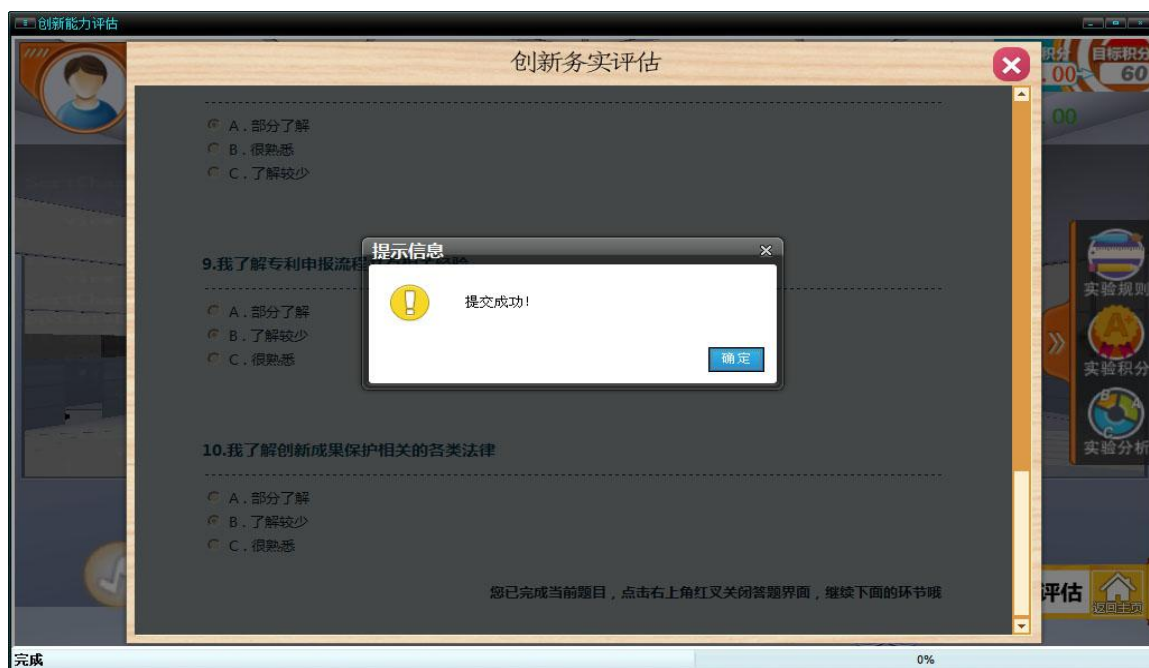 创新能力评估
创新务实评估
积分
目标积分
.00
60
.00
A．部分了解
B．很熟悉
C．了解较少
提示信息
9.我了解专利申报流程
提交成功！
A．部分了解
B．了解较少
C．很熟悉
确定
实验规则
A+
实验积分
B
A
C
实验分析
10.我了解创新成果保护相关的各类法律
A．部分了解
B．了解较少
C．很熟悉
您已完成当前题目，点击右上角红叉关闭答题界面，继续下面的环节哦
评估
返回主页
完成
0%